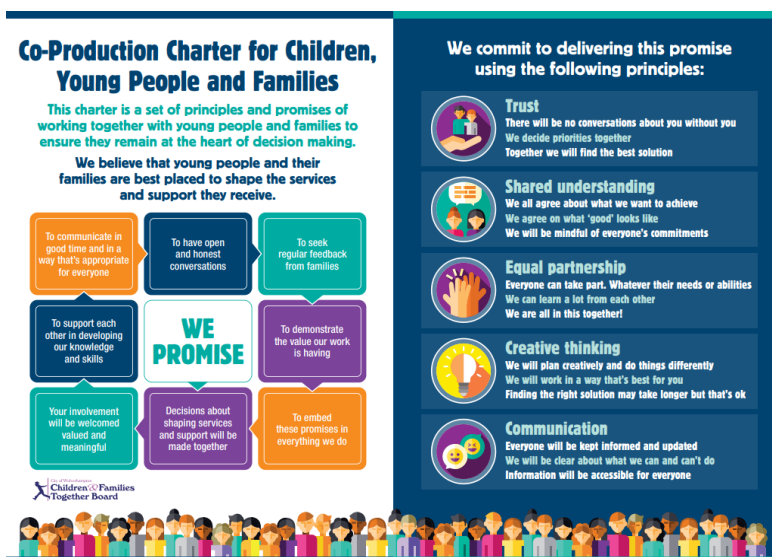 Co-Production Charter for Children,
Young People and Families
This charter is a set of principles and promises of
working together with young people and families to
ensure they remain at the heart of decision making.
We believe that young people and their
families are best placed to shape the services
and support they receive.
To communicate in
good time and in a
way that's appropriate
for everyone
To have open
and honest
conversations
To seek
regular feedback
from families
To support each
other in developing
our knowledge
and skills
WE
PROMISE
To demonstrate
the value our work
is having
Your involvement
will be welcomed
valued and
meaningful
Decisions about
shaping services
and support will be
made together
To embed
these promises in
everything we do
City of Wolverhampton
Children & Families
Together Board
We commit to delivering this promise
using the following principles:
Trust
There will be no conversations about you without you
We decide priorities together
Together we will find the best solution
Shared understanding
We all agree about what we want to achieve
We agree on what 'good' looks like
We will be mindful of everyone's commitments
Equal partnership
Everyone can take part. Whatever their needs or abilities
We can learn a lot from each other
We are all in this together!
Creative thinking
We will plan creatively and do things differently
We will work in a way that's best for you
Finding the right solution may take longer but that's ok
Communication
Everyone will be kept informed and updated
We will be clear about what we can and can't do
Information will be accessible for everyone